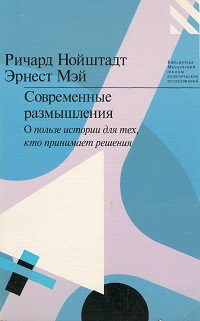 Ричард Нойштадт
Эрнест Мэй
Современные
размышления
О пользе истории для тех,
кто принимает решения
Библиотека
Московской
школы
политических
исследований